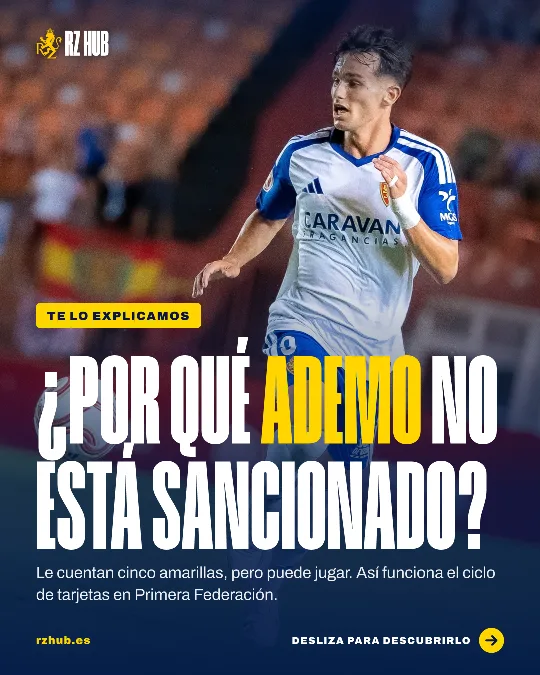 RZ HUB
CARAVAN
FRAGANCIAS
MGS
TE LO EXPLICAMOS
¿POR QUÉ ADEMO NO
ESTÁ SANCIONADO?
Le cuentan cinco amarillas, pero puede jugar. Así funciona el ciclo
de tarjetas en Primera Federación.
rzhub.es
DESLIZA PARA DESCUBRIRLO